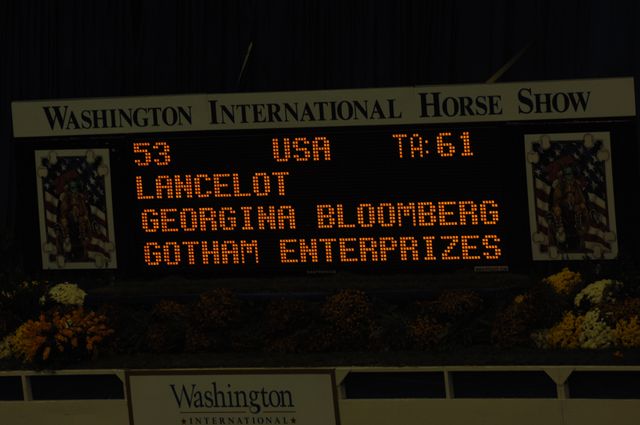 WASHINGTON INTERNATIONAL HORSE SHOW
53 USA TA:61
LANCELOT
GEORGINA BLOOMBERG
GOTHAM ENTERPRIZES
Washington
★INTERNATIONAL★